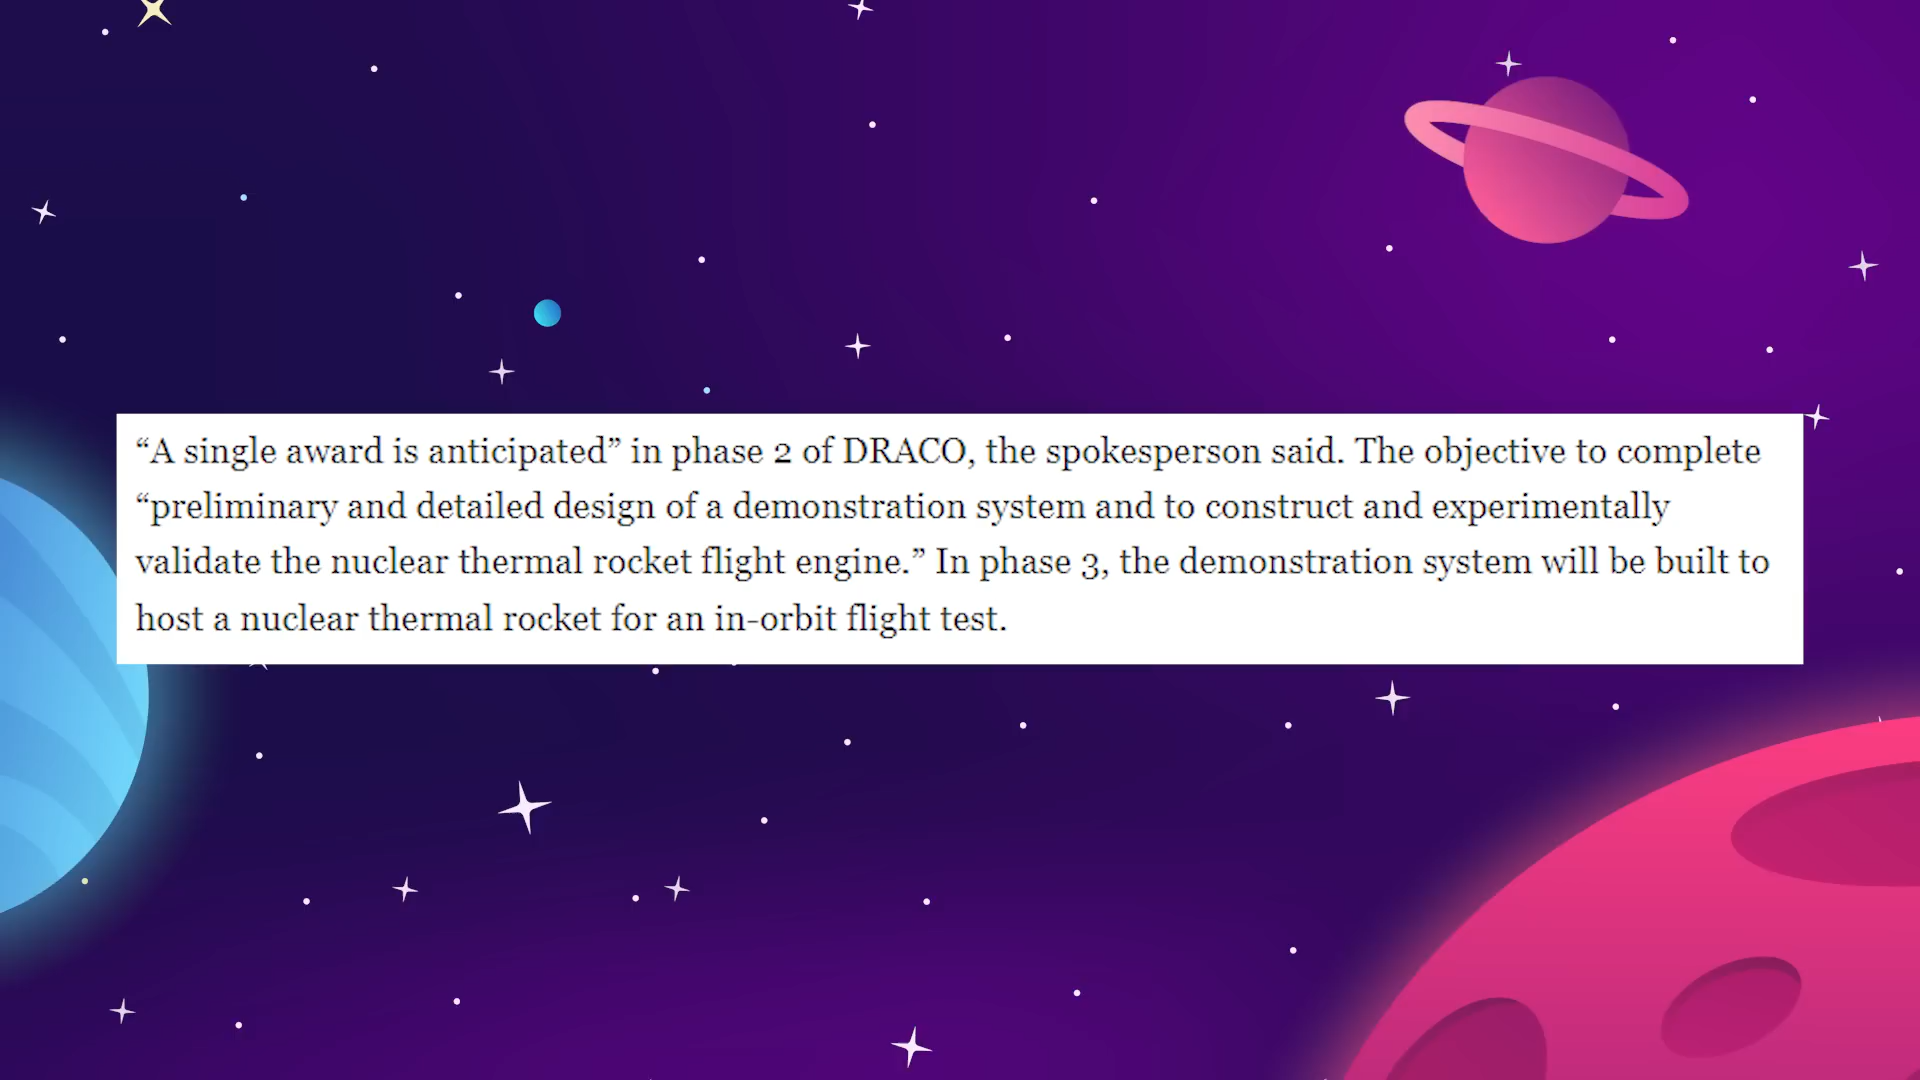 “A single award is anticipated” in phase 2 of DRACO, the spokesperson said. The objective to complete
“preliminary and detailed design of a demonstration system and to construct and experimentally
validate the nuclear thermal rocket flight engine.” In phase 3, the demonstration system will be built to
host a nuclear thermal rocket for an in-orbit flight test.